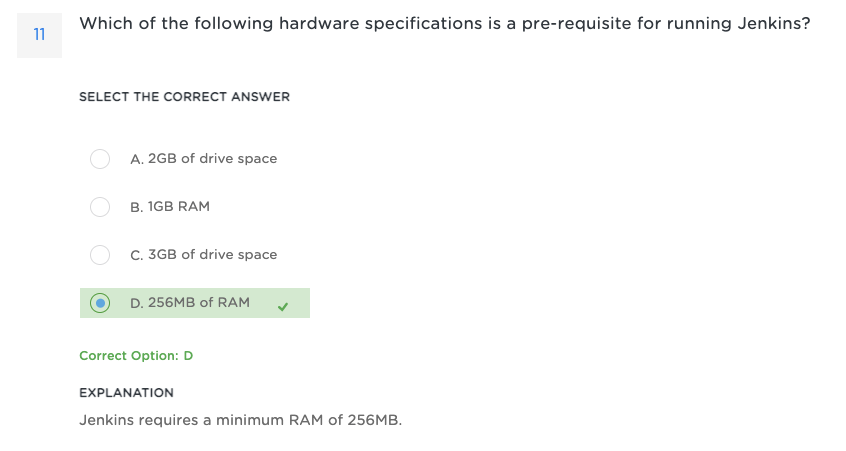 11
Which of the following hardware specifications is a pre-requisite for running Jenkins?
SELECT THE CORRECT ANSWER
A. 2GB of drive space
B. 1GB RAM
C. 3GB of drive space
D. 256MB of RAM
Correct Option: D
EXPLANATION
Jenkins requires a minimum RAM of 256MB.